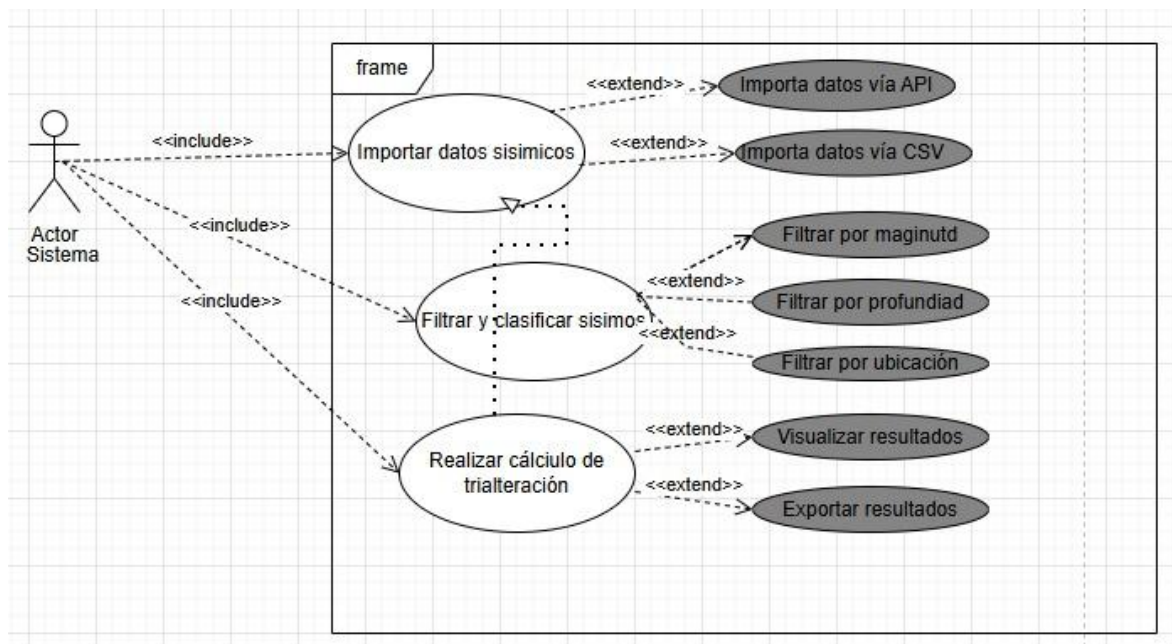 frame
<<extend>>
Importa datos vía API
<<include>>
Importar datos sisimicos
<<extend>>
Importa datos vía CSV
Actor
Sistema
<<include>>
Filtrar por maginutd
<<extend>>
<<include>>
Filtrar por profundiad
Filtrar y clasificar sisimos
<<extend>>
Filtrar por ubicación
<<extend>>
Visualizar resultados
Realizar cálciulo de
trialteración
<<extend>>
Exportar resultados